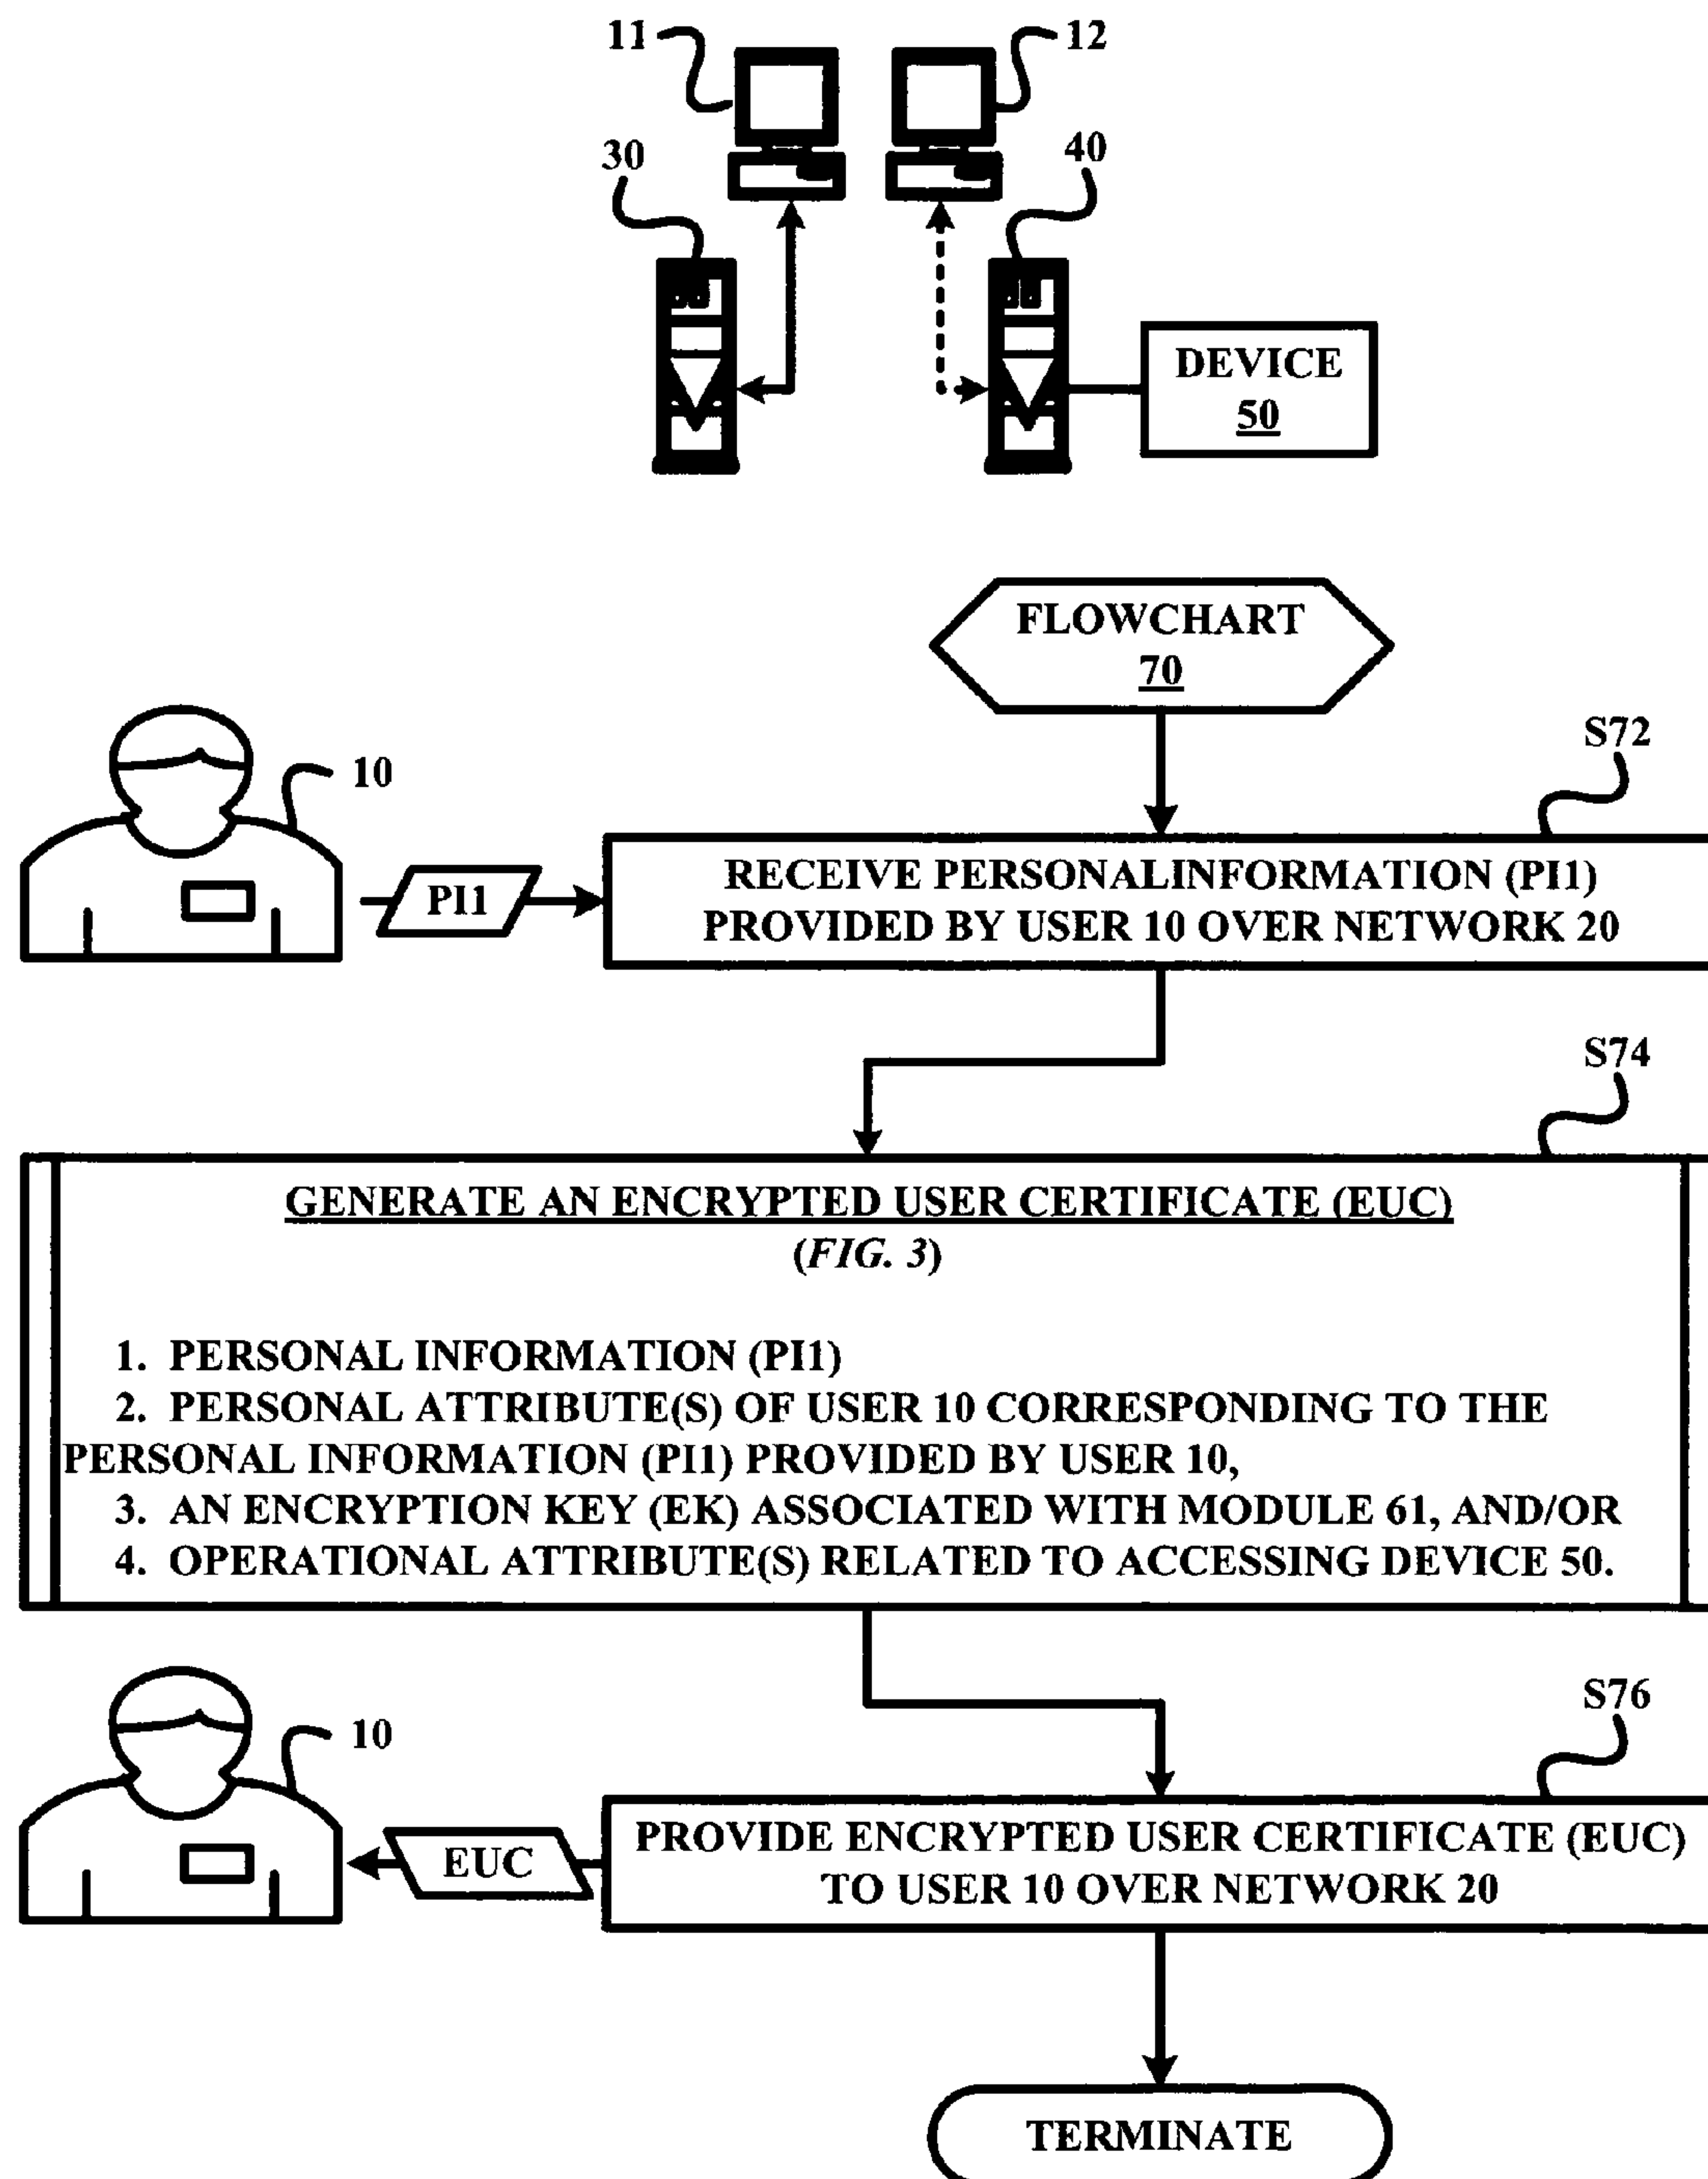 11
12
30
40
DEVICE
50
FLOWCHART
70
S72
10
PI1
RECEIVE PERSONALINFORMATION (PI1)
PROVIDED BY USER 10 OVER NETWORK 20
S74
GENERATE AN ENCRYPTED USER CERTIFICATE (EUC)
(FIG. 3)
1. PERSONAL INFORMATION (PI1)
2. PERSONAL ATTRIBUTE(S) OF USER 10 CORRESPONDING TO THE
PERSONAL INFORMATION (PI1) PROVIDED BY USER 10,
3. AN ENCRYPTION KEY (EK) ASSOCIATED WITH MODULE 61, AND/OR
4. OPERATIONAL ATTRIBUTE(S) RELATED TO ACCESSING DEVICE 50.
S76
10
EUC
PROVIDE ENCRYPTED USER CERTIFICATE (EUC)
TO USER 10 OVER NETWORK 20
TERMINATE